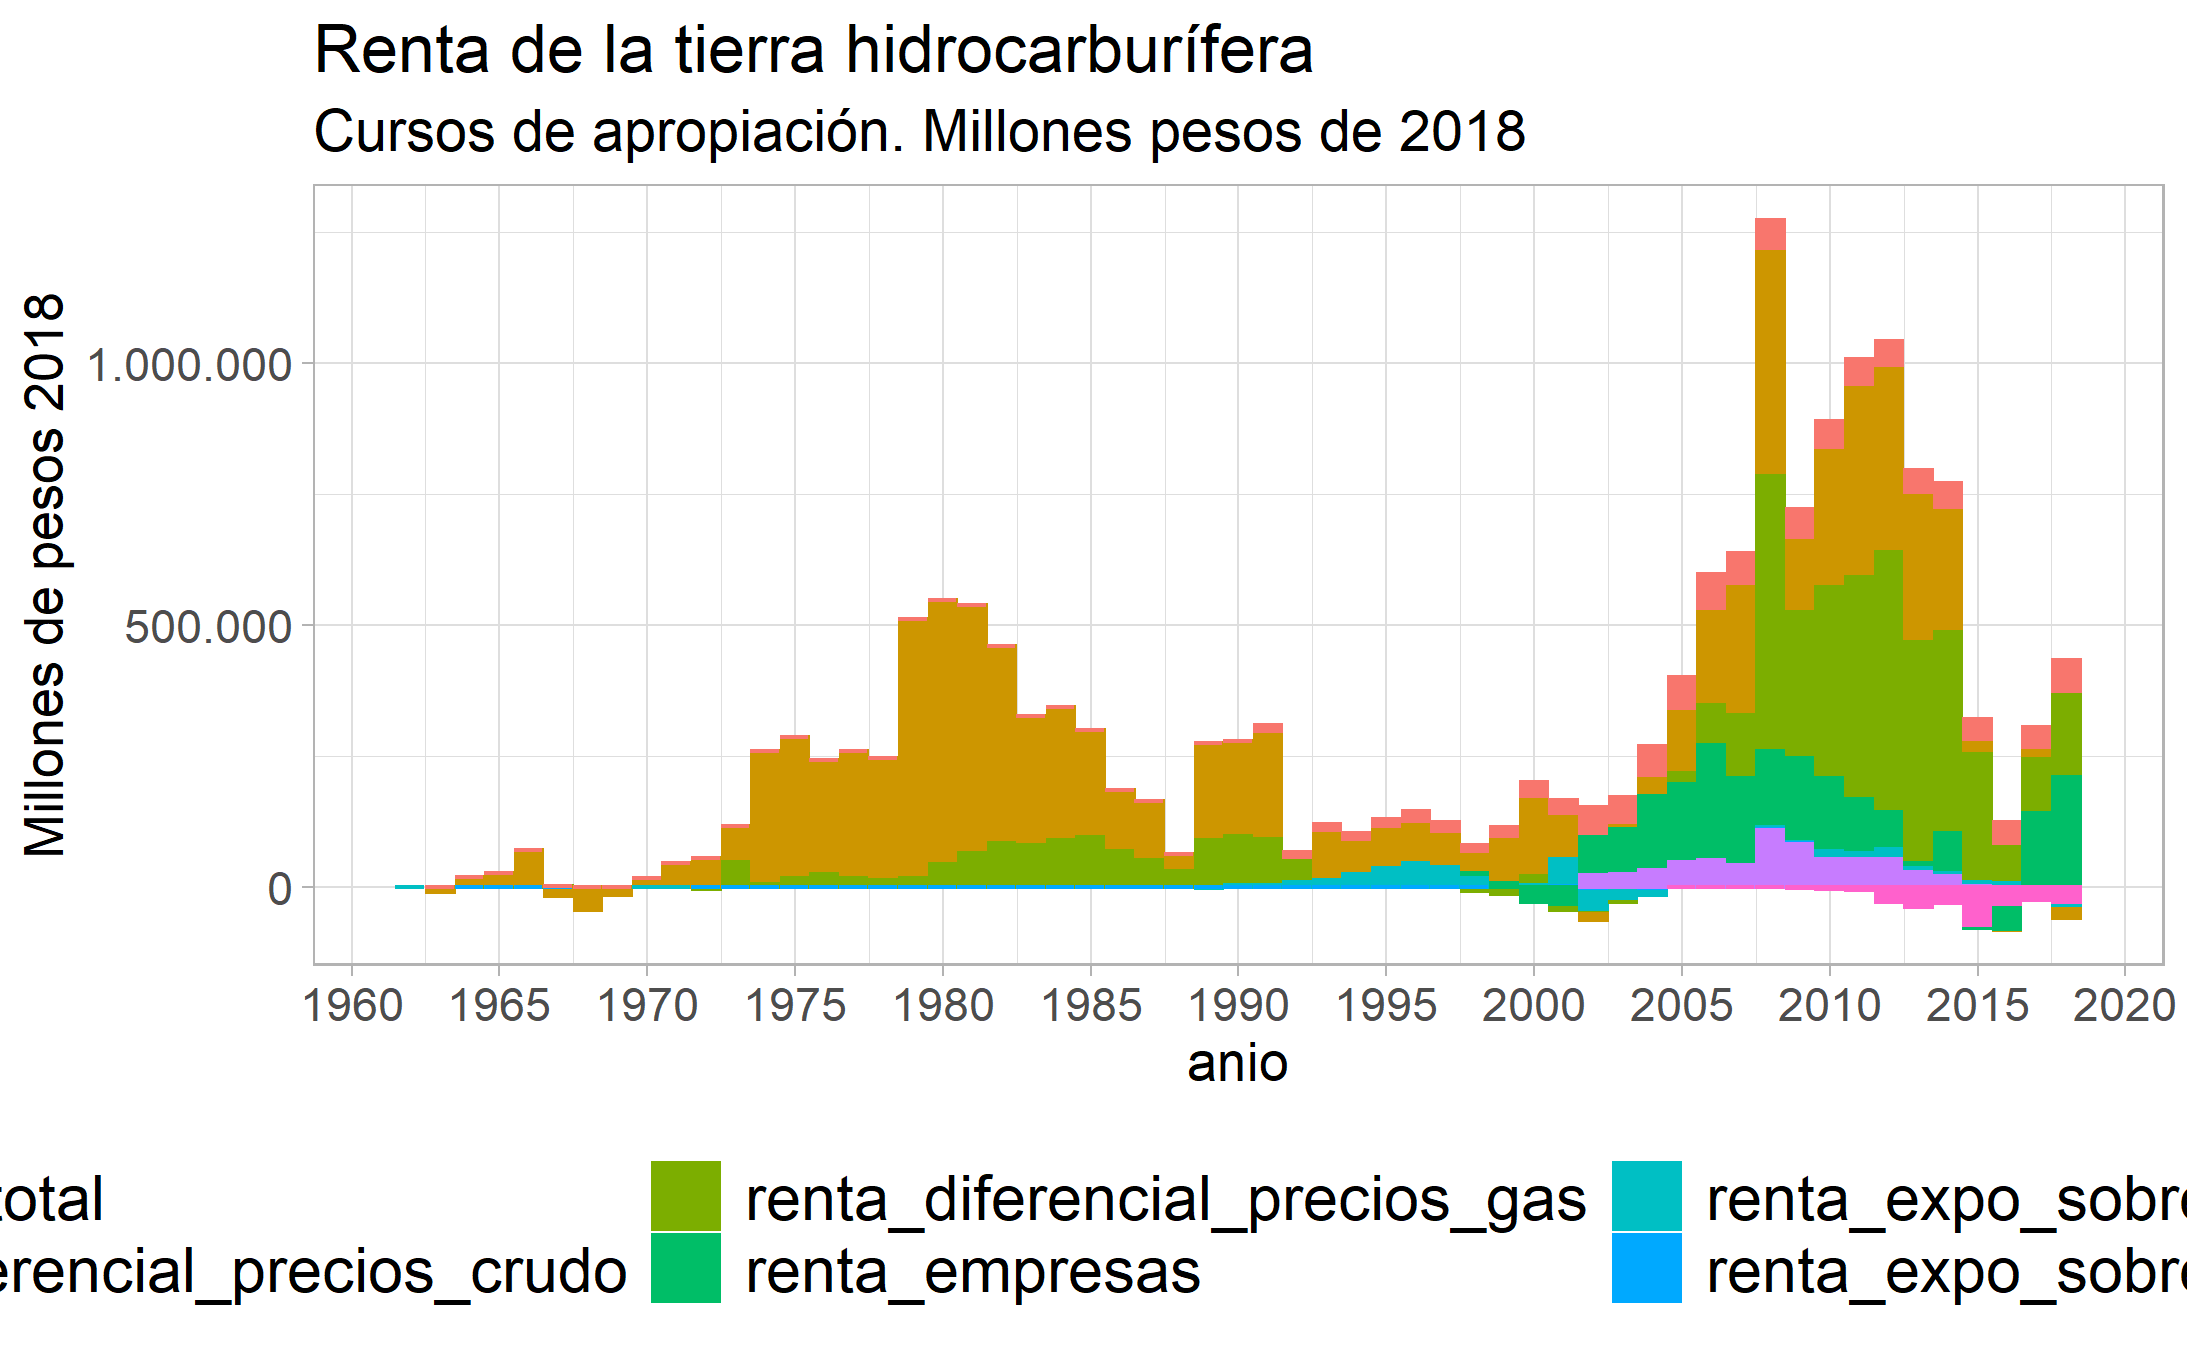 Renta de la tierra hidrocarburífera
Cursos de apropiación. Millones pesos de 2018
Millones de pesos 2018
1.000.000
500.000
0
1960 1965 1970 1975 1980 1985 1990 1995 2000 2005 2010 2015 2020
anio
total renta_diferencial_precios_gas renta_expo_sobre
erencial_precios_crudo renta_empresas renta_expo_sobre